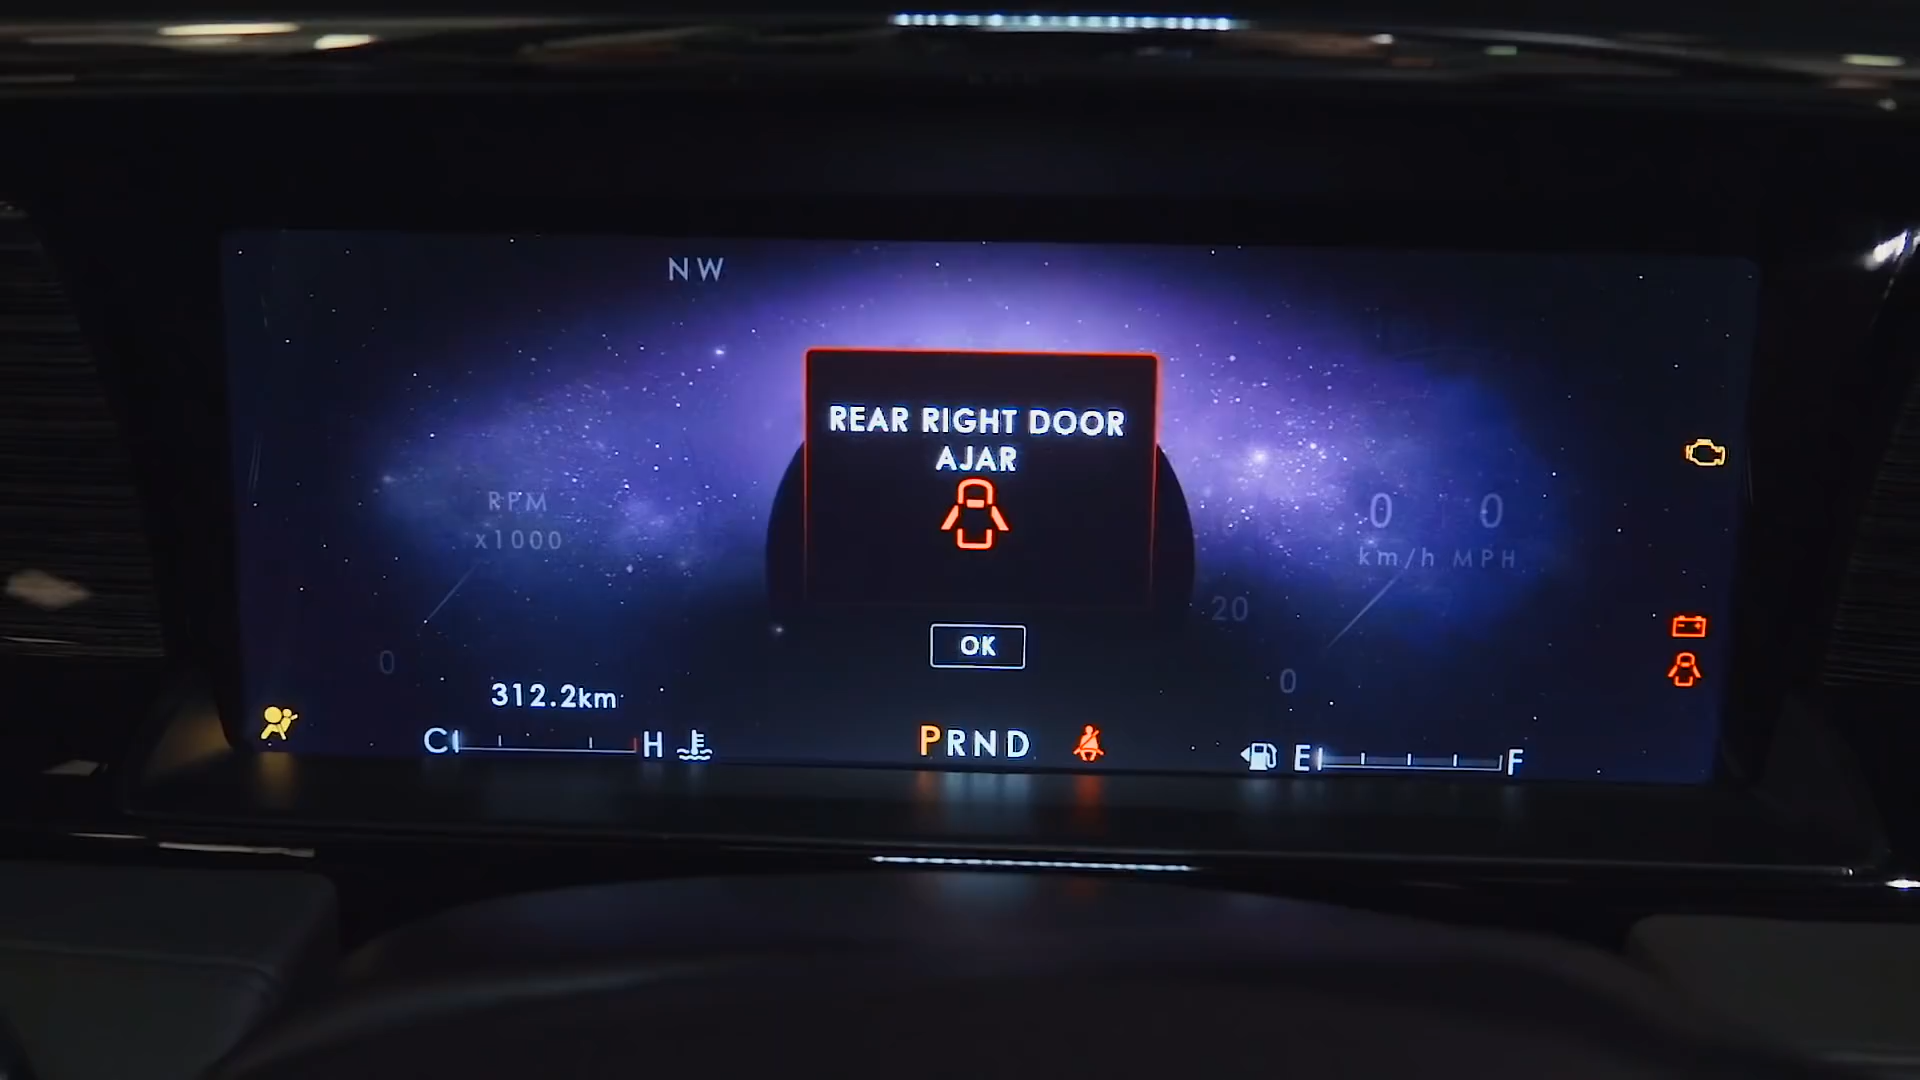 NW
REAR RIGHT DOOR
AJAR
RPM
x1000
0 0
km/h MPH
20
OK
0
0
312.2km
C H
PRND
E F